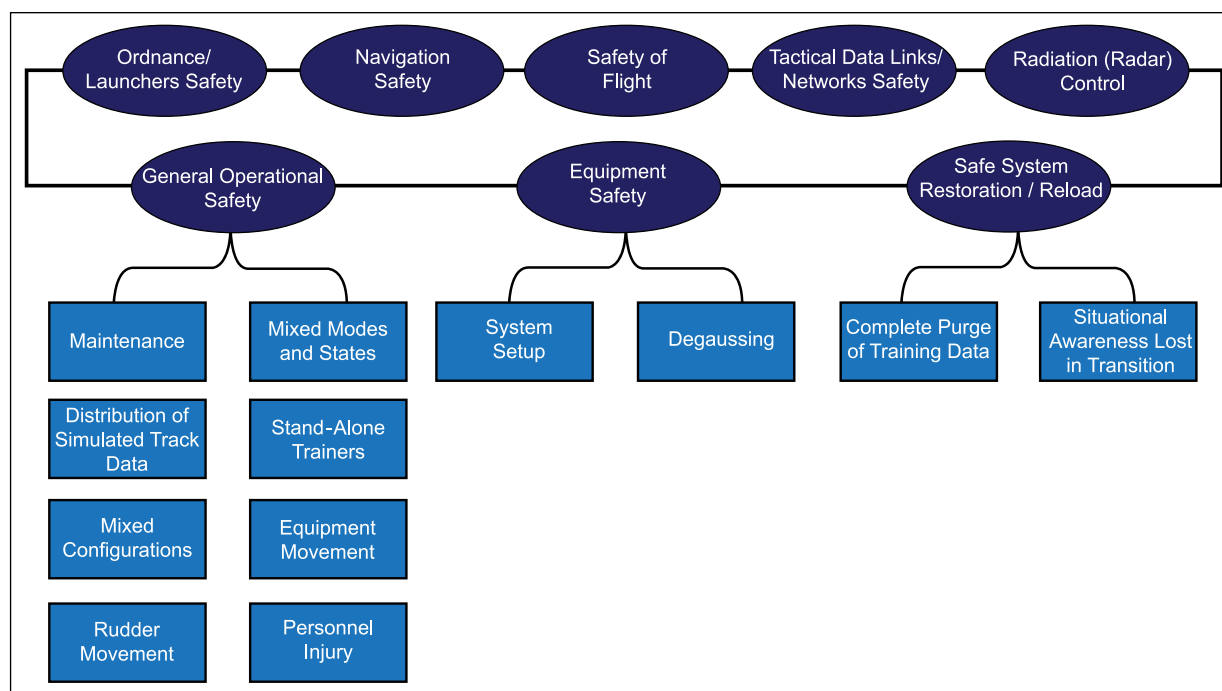 Ordnance/
Launchers Safety
Navigation
Safety
Safety of
Flight
Tactical Data Links/
Networks Safety
Radiation (Radar)
Control
General Operational
Safety
Equipment
Safety
Safe System
Restoration / Reload
Maintenance
Mixed Modes
and States
System
Setup
Degaussing
Complete Purge
of Training Data
Situational
Awareness Lost
in Transition
Distribution of
Simulated Track
Data
Stand-Alone
Trainers
Mixed
Configurations
Equipment
Movement
Rudder
Movement
Personnel
Injury